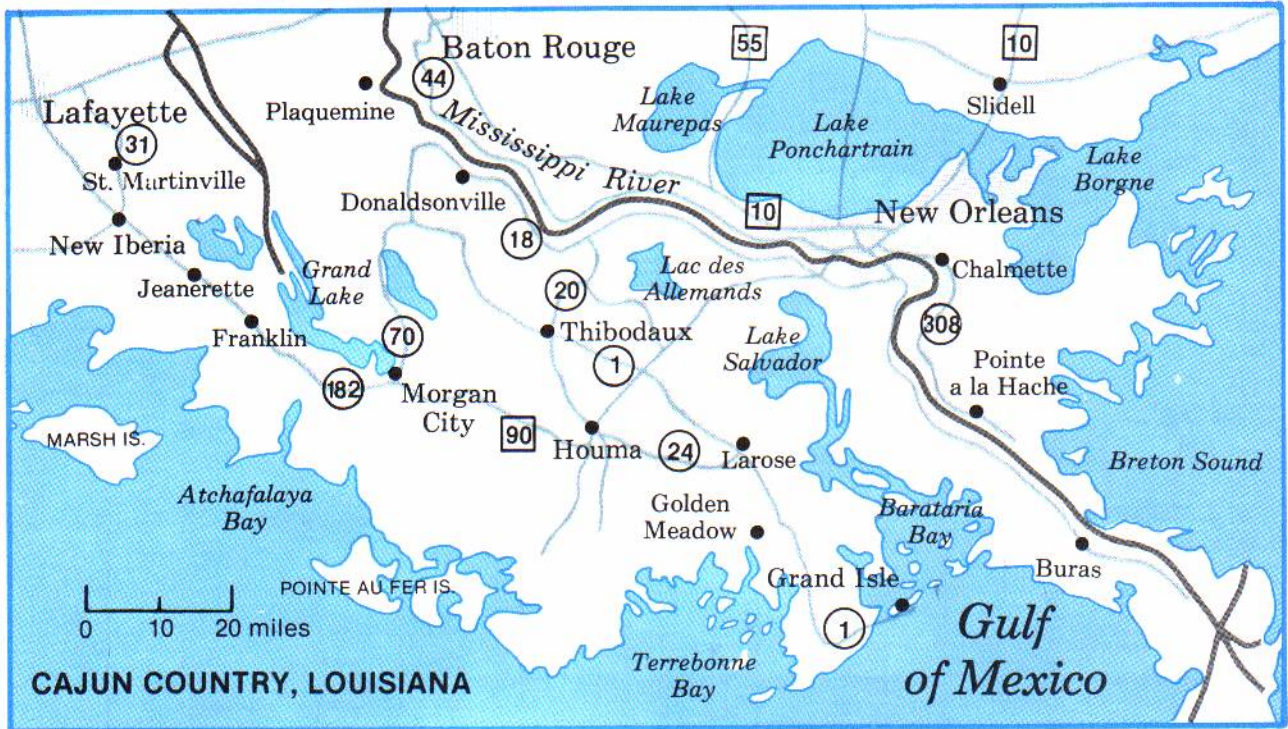 55
10
Baton Rouge
44
Plaquemine
Lake
Maurepas
Lake
Ponchartrain
Slidell
Lafayette
31
St. Martinville
Mississippi River
Lake
Borgne
Donaldsonville
10
New Orleans
New Iberia
18
Chalmette
Jeanerette
Grand
Lake
Lac des
Allemands
20
Franklin
70
Thibodaux
Lake
Salvador
308
1
Pointe
a la Hache
182
Morgan
City
90
Houma
24
Larose
MARSH IS.
Breton Sound
Atchafalaya
Bay
Golden
Meadow
Barataria
Bay
Buras
POINTE AU FER IS.
Grand Isle
0 10 20 miles
1
Gulf
of Mexico
Terrebonne
Bay
CAJUN COUNTRY, LOUISIANA